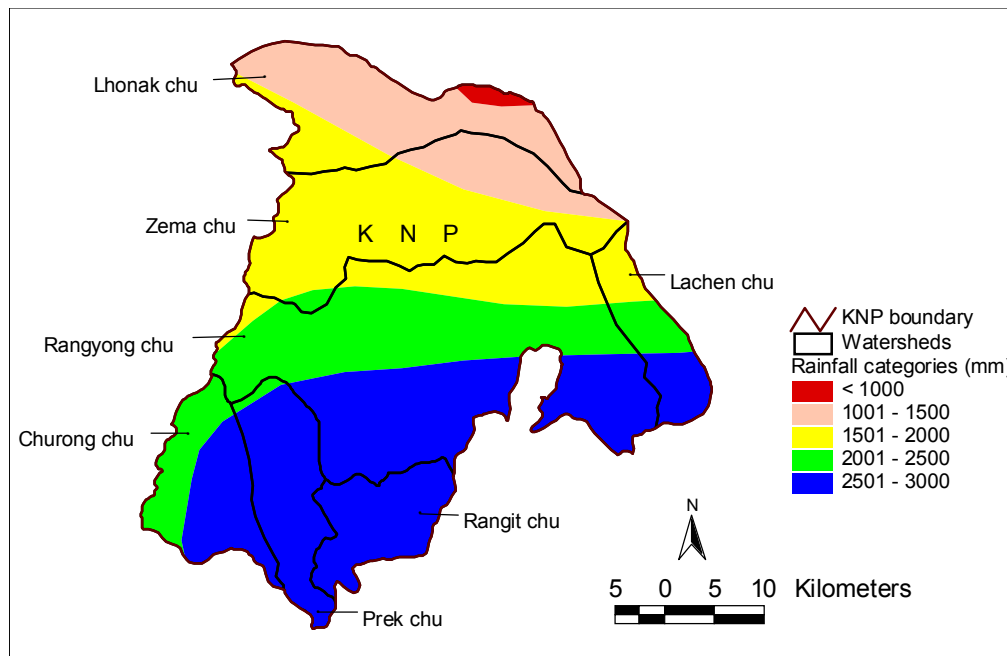 Lhonak chu
Zema chu
K N P
Lachen chu
Rangyong chu
Churong chu
Rangit chu
Prek chu
KNP boundary
Watersheds
Rainfall categories (mm)
< 1000
1001 - 1500
1501 - 2000
2001 - 2500
2501 - 3000
N
5 0 5 10 Kilometers